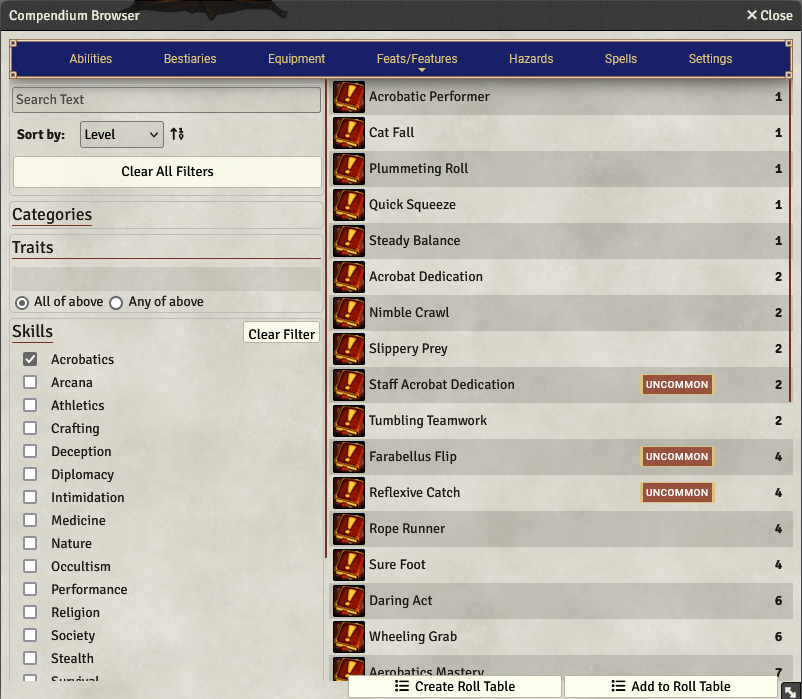 Compendium Browser
Close
Abilities Bestiaries Equipment Feats/Features Hazards Spells Settings
Search Text
Sort by: Level
Clear All Filters
Categories
Traits
All of above Any of above
Skills Clear Filter
Acrobatics
Arcana
Athletics
Crafting
Deception
Diplomacy
Intimidation
Medicine
Nature
Occultism
Performance
Religion
Society
Stealth
Survival
Acrobatic Performer 1
Cat Fall 1
Plummeting Roll 1
Quick Squeeze 1
Steady Balance 1
Acrobat Dedication 2
Nimble Crawl 2
Slippery Prey 2
Staff Acrobat Dedication UNCOMMON 2
Tumbling Teamwork 2
Farabellus Flip UNCOMMON 4
Reflexive Catch UNCOMMON 4
Rope Runner 4
Sure Foot 4
Daring Act 6
Wheeling Grab 6
Aerobatics Mastery 7
Create Roll Table Add to Roll Table